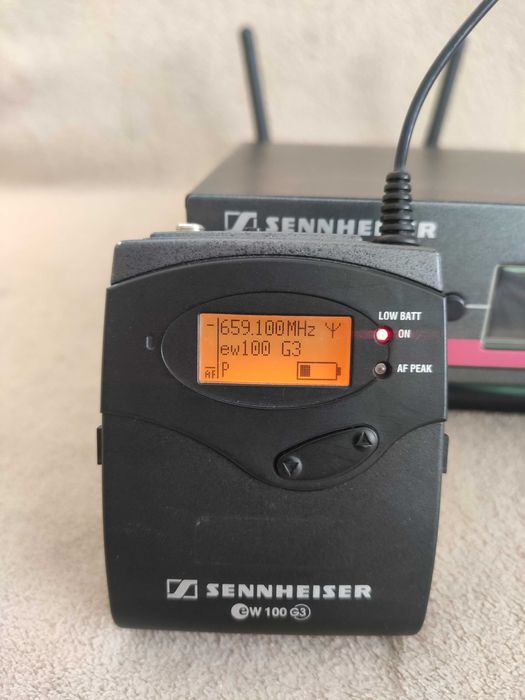 SENNHEISER
LOW BATT
ON
659.100MHz
ew100 G3
AF P
AF PEAK
SENNHEISER
ew 100 G3